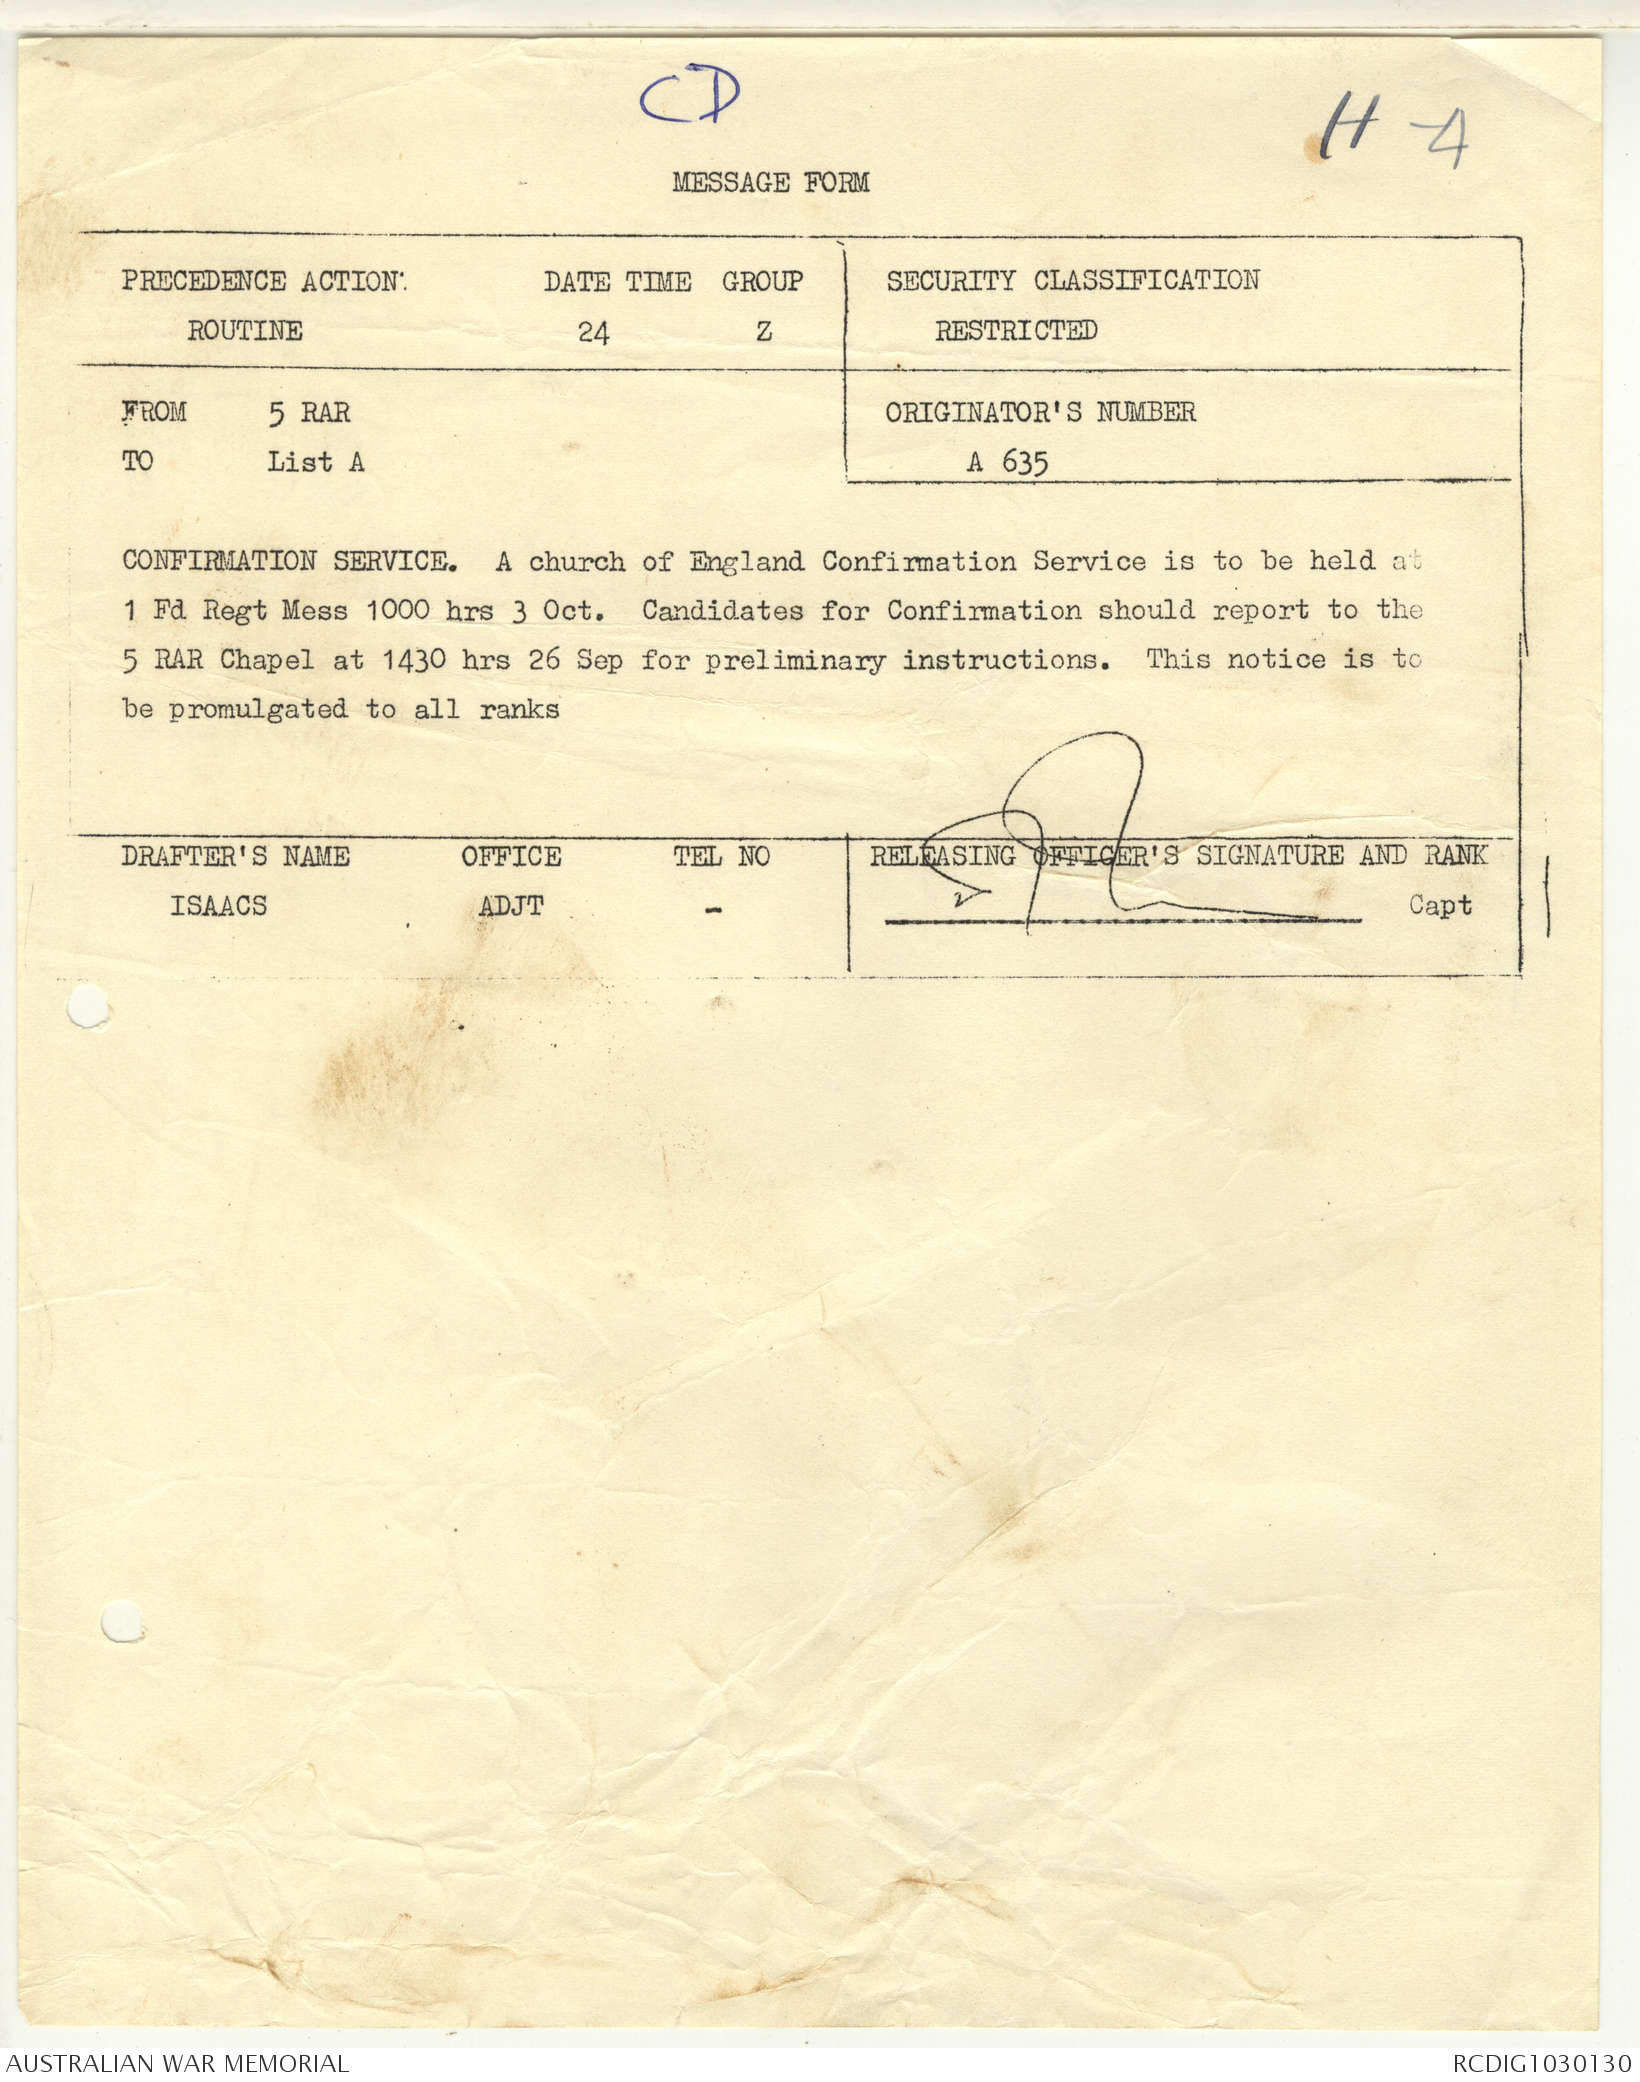 CD
H-4
MESSAGE FORM
PRECEDENCE ACTION: DATE TIME GROUP SECURITY CLASSIFICATION
ROUTINE 24 Z RESTRICTED
FROM 5 RAR ORIGINATOR'S NUMBER
TO List A A 635
CONFIRMATION SERVICE. A church of England Confirmation Service is to be held at
1 Fd Regt Mess 1000 hrs 3 Oct. Candidates for Confirmation should report to the
5 RAR Chapel at 1430 hrs 26 Sep for preliminary instructions. This notice is to
be promulgated to all ranks
DRAFTER'S NAME OFFICE TEL NO RELEASING OFFICER'S SIGNATURE AND RANK
ISAACS ADJT - Capt
AUSTRALIAN WAR MEMORIAL RCDIG1030130